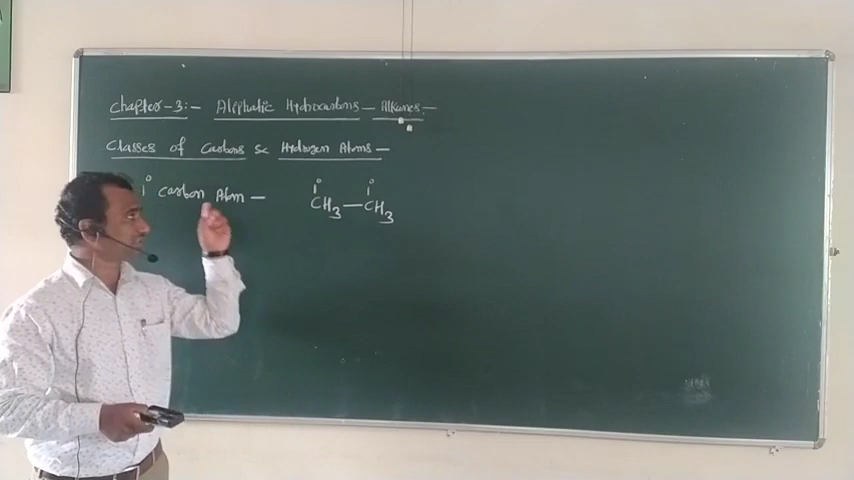 Chapter-3:- Aliphatic Hydrocarbons - Alkanes -
Classes of Carbons & Hydrogen Atoms -
1° Carbon Atom - 1°CH3 - 1°CH3